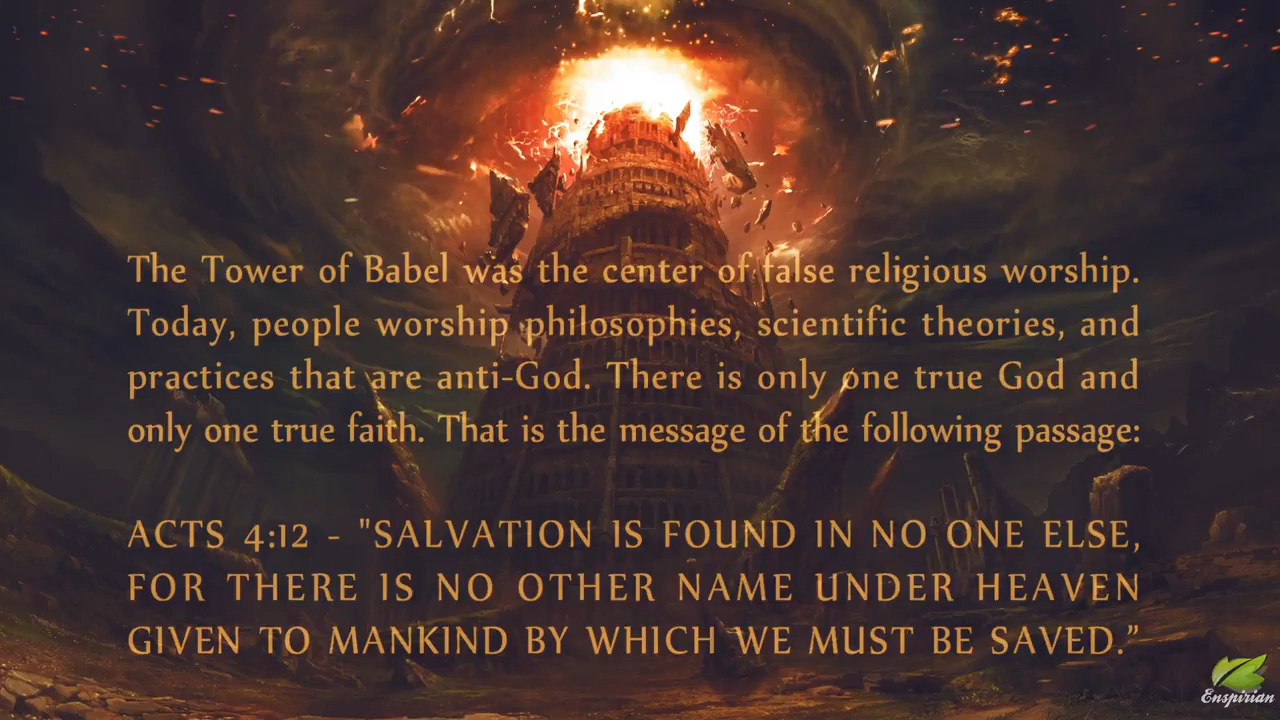 The Tower of Babel was the center of false religious worship.
Today, people worship philosophies, scientific theories, and
practices that are anti-God. There is only one true God and
only one true faith. That is the message of the following passage:
ACTS 4:12 - "SALVATION IS FOUND IN NO ONE ELSE,
FOR THERE IS NO OTHER NAME UNDER HEAVEN
GIVEN TO MANKIND BY WHICH WE MUST BE SAVED.”
Enspirian